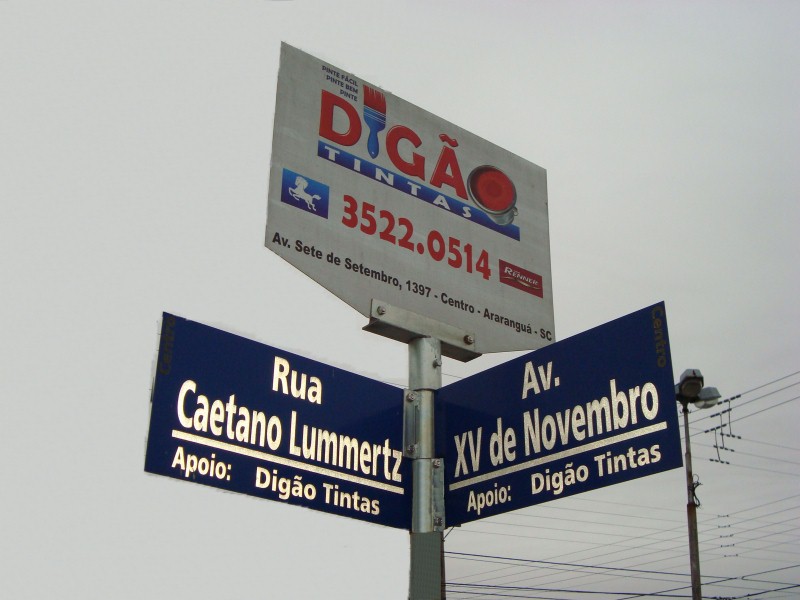 PINTE FÁCIL
PINTE BEM
PINTE
DIGÃO
TINTAS
3522.0514
RENNER
Av. Sete de Setembro, 1397 - Centro - Araranguá - SC
Centro
Rua
Caetano Lummertz
Apoio: Digão Tintas
Centro
Av.
XV de Novembro
Apoio: Digão Tintas